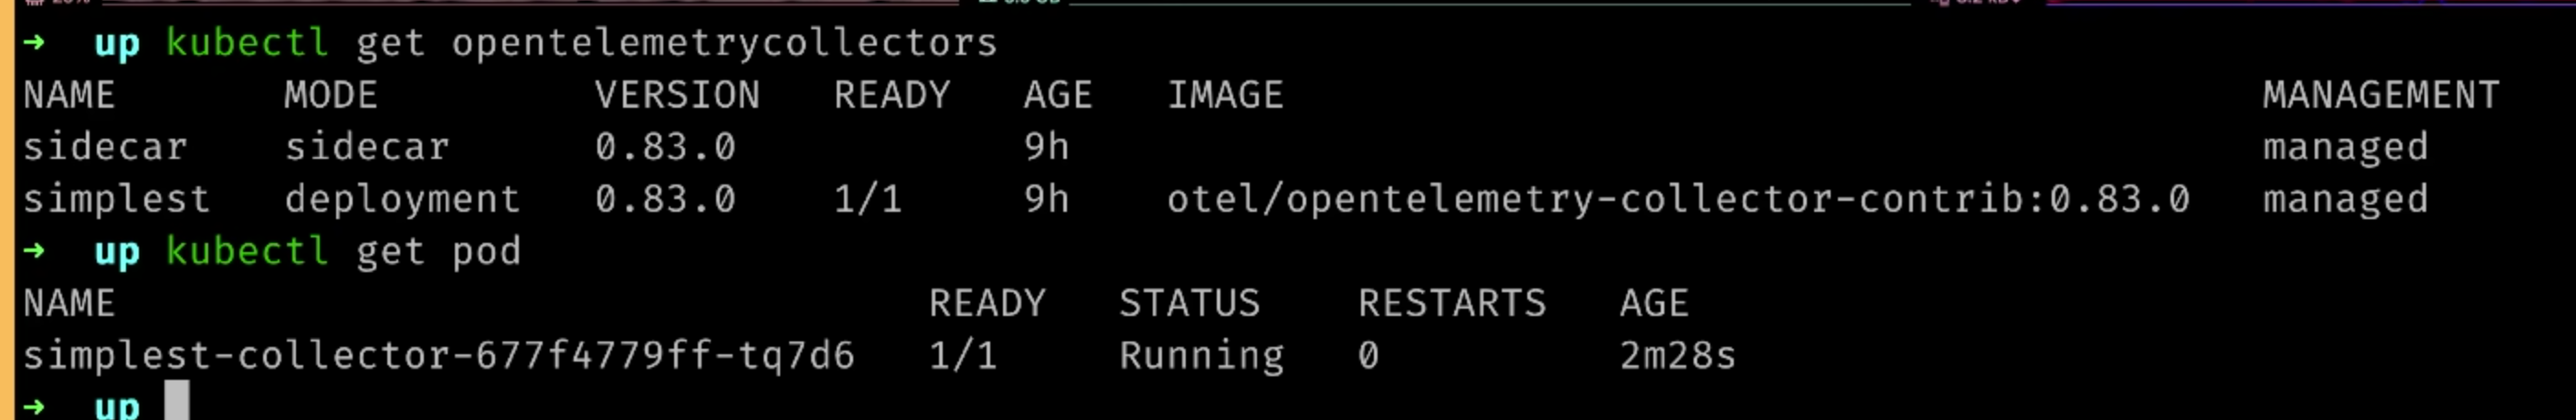 → up kubectl get opentelemetrycollectors
NAME MODE VERSION READY AGE IMAGE MANAGEMENT
sidecar sidecar 0.83.0 9h managed
simplest deployment 0.83.0 1/1 9h otel/opentelemetry-collector-contrib:0.83.0 managed
→ up kubectl get pod
NAME READY STATUS RESTARTS AGE
simplest-collector-677f4779ff-tq7d6 1/1 Running 0 2m28s
→ up